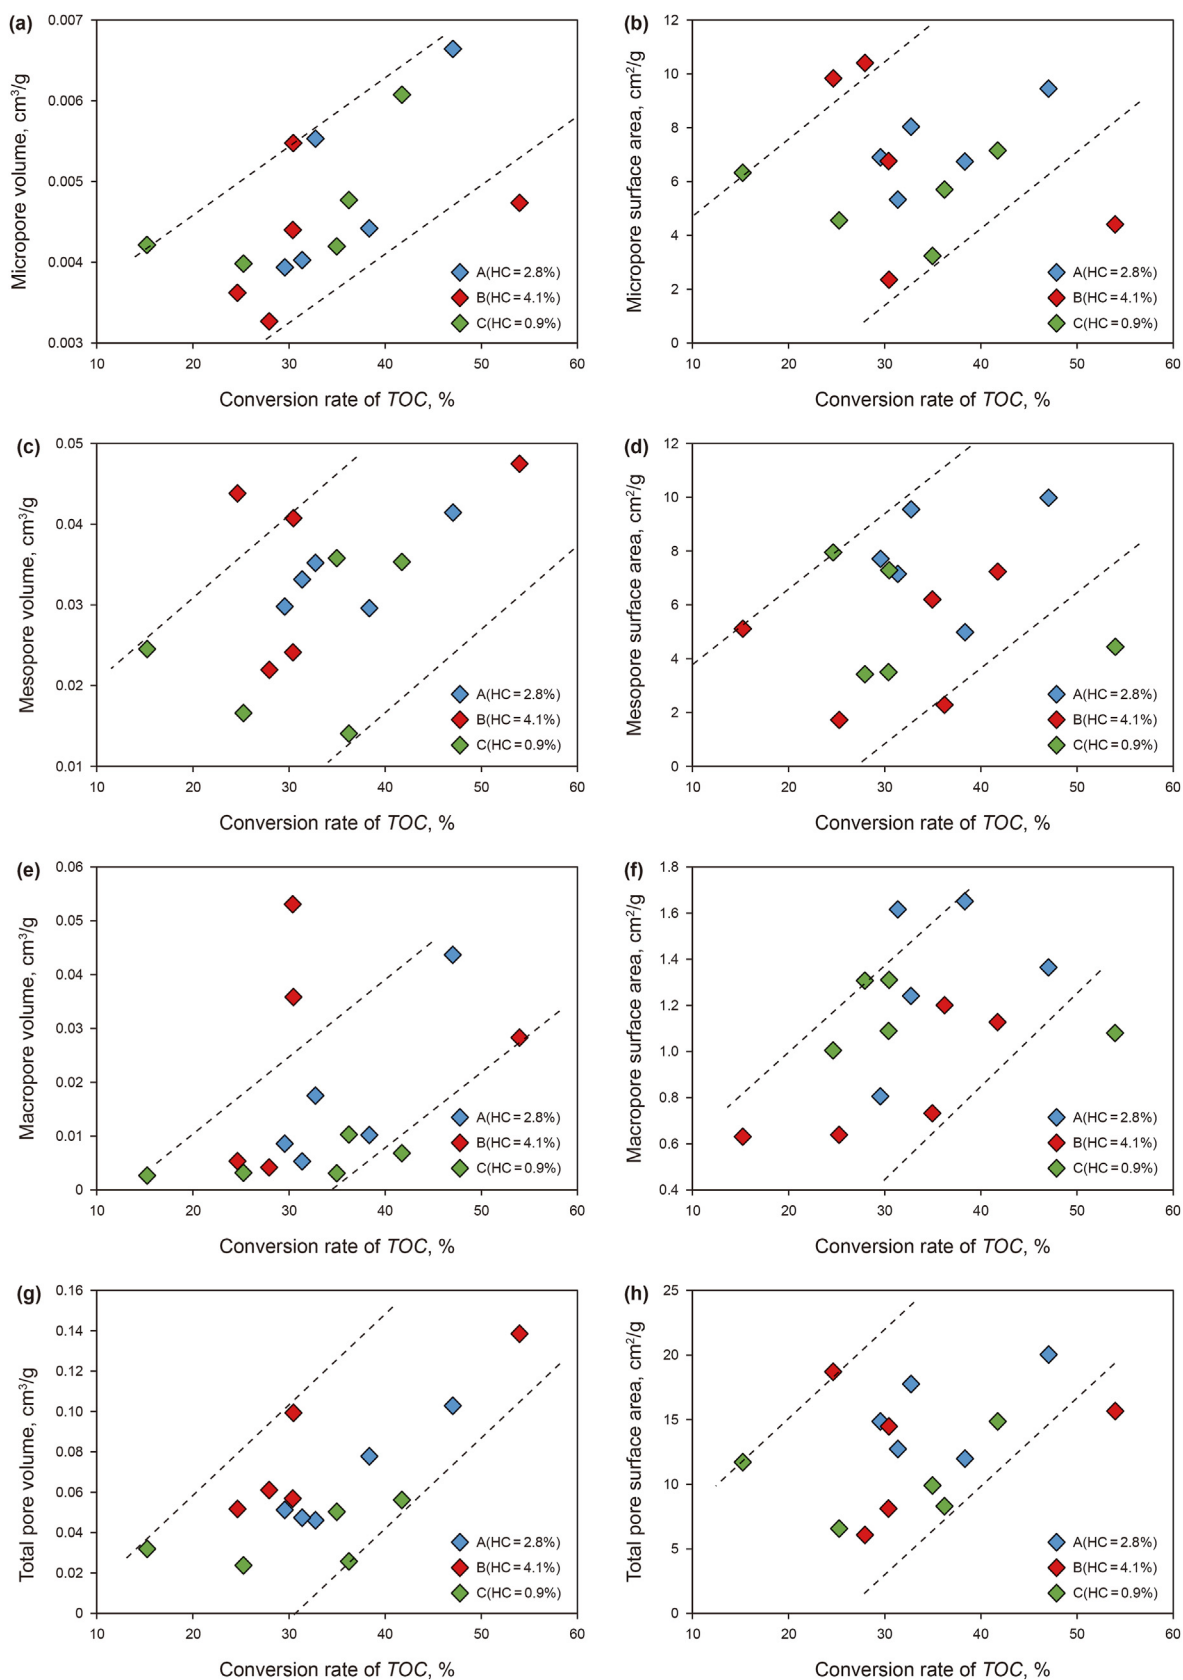 (a)
Micropore volume, cm³/g
0.007
0.006
0.005
0.004
0.003
A(HC = 2.8%)
B(HC = 4.1%)
C(HC = 0.9%)
10 20 30 40 50 60
Conversion rate of TOC, %
(b)
Micropore surface area, cm²/g
12
10
8
6
4
2
0
A(HC = 2.8%)
B(HC = 4.1%)
C(HC = 0.9%)
10 20 30 40 50 60
Conversion rate of TOC, %
(c)
Mesopore volume, cm³/g
0.05
0.04
0.03
0.02
0.01
A(HC = 2.8%)
B(HC = 4.1%)
C(HC = 0.9%)
10 20 30 40 50 60
Conversion rate of TOC, %
(d)
Mesopore surface area, cm²/g
12
10
8
6
4
2
0
A(HC = 2.8%)
B(HC = 4.1%)
C(HC = 0.9%)
10 20 30 40 50 60
Conversion rate of TOC, %
(e)
Macropore volume, cm³/g
0.06
0.05
0.04
0.03
0.02
0.01
0
A(HC = 2.8%)
B(HC = 4.1%)
C(HC = 0.9%)
10 20 30 40 50 60
Conversion rate of TOC, %
(f)
Macropore surface area, cm²/g
1.8
1.6
1.4
1.2
1.0
0.8
0.6
0.4
A(HC = 2.8%)
B(HC = 4.1%)
C(HC = 0.9%)
10 20 30 40 50 60
Conversion rate of TOC, %
(g)
Total pore volume, cm³/g
0.16
0.14
0.12
0.10
0.08
0.06
0.04
0.02
0
A(HC = 2.8%)
B(HC = 4.1%)
C(HC = 0.9%)
10 20 30 40 50 60
Conversion rate of TOC, %
(h)
Total pore surface area, cm²/g
25
20
15
10
5
0
A(HC = 2.8%)
B(HC = 4.1%)
C(HC = 0.9%)
10 20 30 40 50 60
Conversion rate of TOC, %